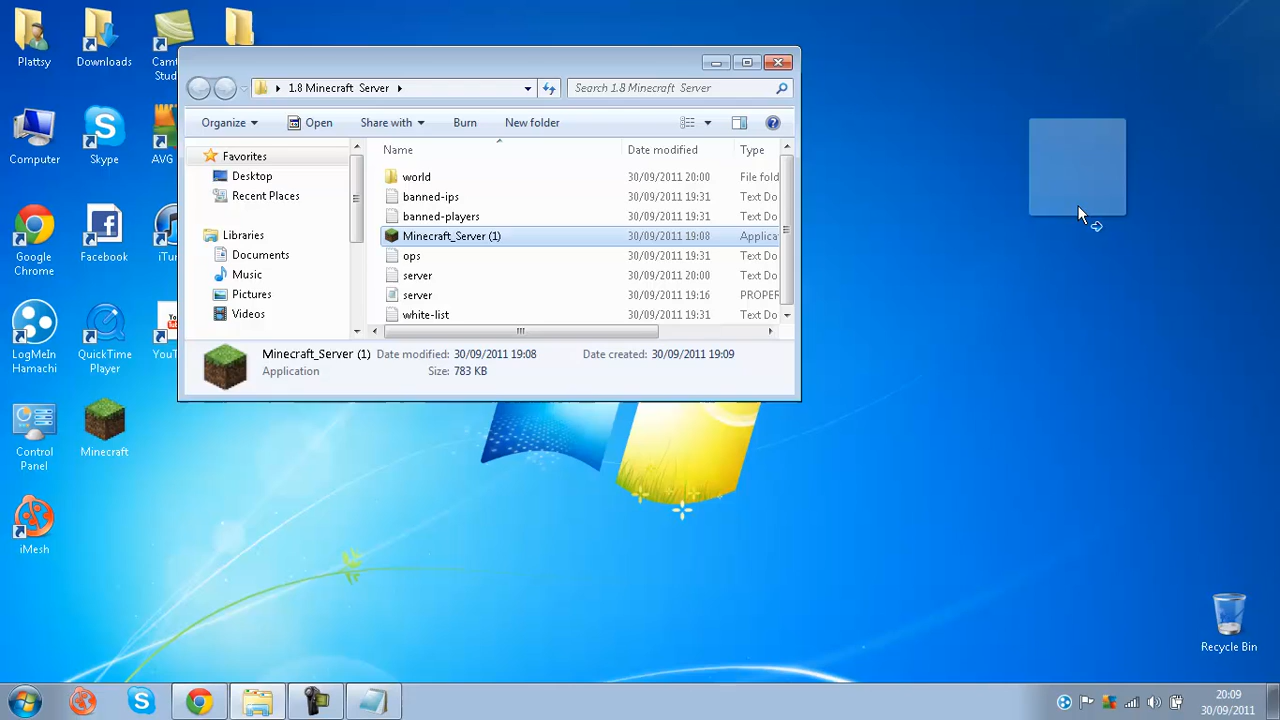 Plattsy
Downloads
Camt
Stud
1.8 Minecraft Server
Search 1.8 Minecraft Server
Organize
Open
Share with
Burn
New folder
Name
Date modified
Type
Favorites
Desktop
Recent Places
Libraries
Documents
Music
Pictures
Videos
world 30/09/2011 20:00 File fold
banned-ips 30/09/2011 19:31 Text Do
banned-players 30/09/2011 19:31 Text Do
Minecraft_Server (1) 30/09/2011 19:08 Applica
ops 30/09/2011 19:31 Text Do
server 30/09/2011 20:00 Text Do
server 30/09/2011 19:16 PROPER
white-list 30/09/2011 19:31 Text Do
Minecraft_Server (1) Date modified: 30/09/2011 19:08 Date created: 30/09/2011 19:09
Application Size: 783 KB
Computer
Skype
AVG
Google
Chrome
Facebook
iTu
LogMeIn
Hamachi
QuickTime
Player
YouT
Control
Panel
Minecraft
iMesh
Recycle Bin
20:09
30/09/2011